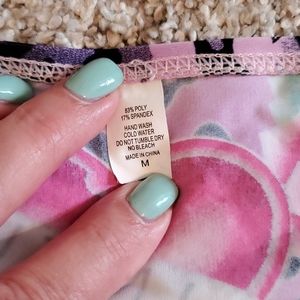 83% POLY
17% SPANDEX
HAND WASH
COLD WATER
DO NOT TUMBLE DRY
NO BLEACH
MADE IN CHINA
M